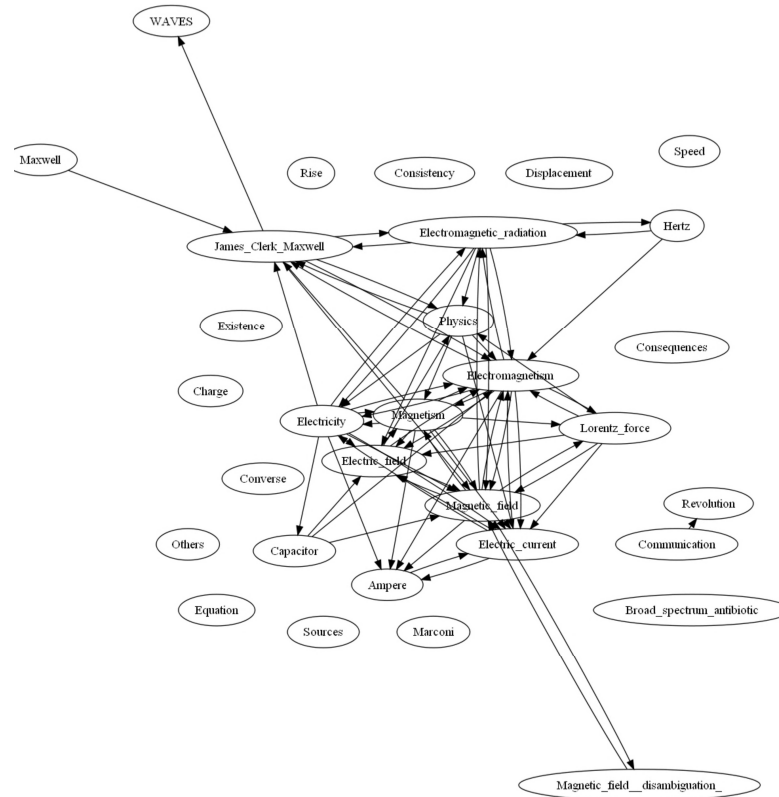 WAVES
Speed
Maxwell
Rise
Consistency
Displacement
Hertz
Electromagnetic_radiation
James_Clerk_Maxwell
Physics
Existence
Consequences
Electromagnetism
Charge
Magnetism
Electricity
Lorentz_force
Electric_field
Converse
Magnetic_field
Revolution
Others
Capacitor
Electric_current
Communication
Ampere
Equation
Broad_spectrum_antibiotic
Sources
Marconi
Magnetic_field__disambiguation_